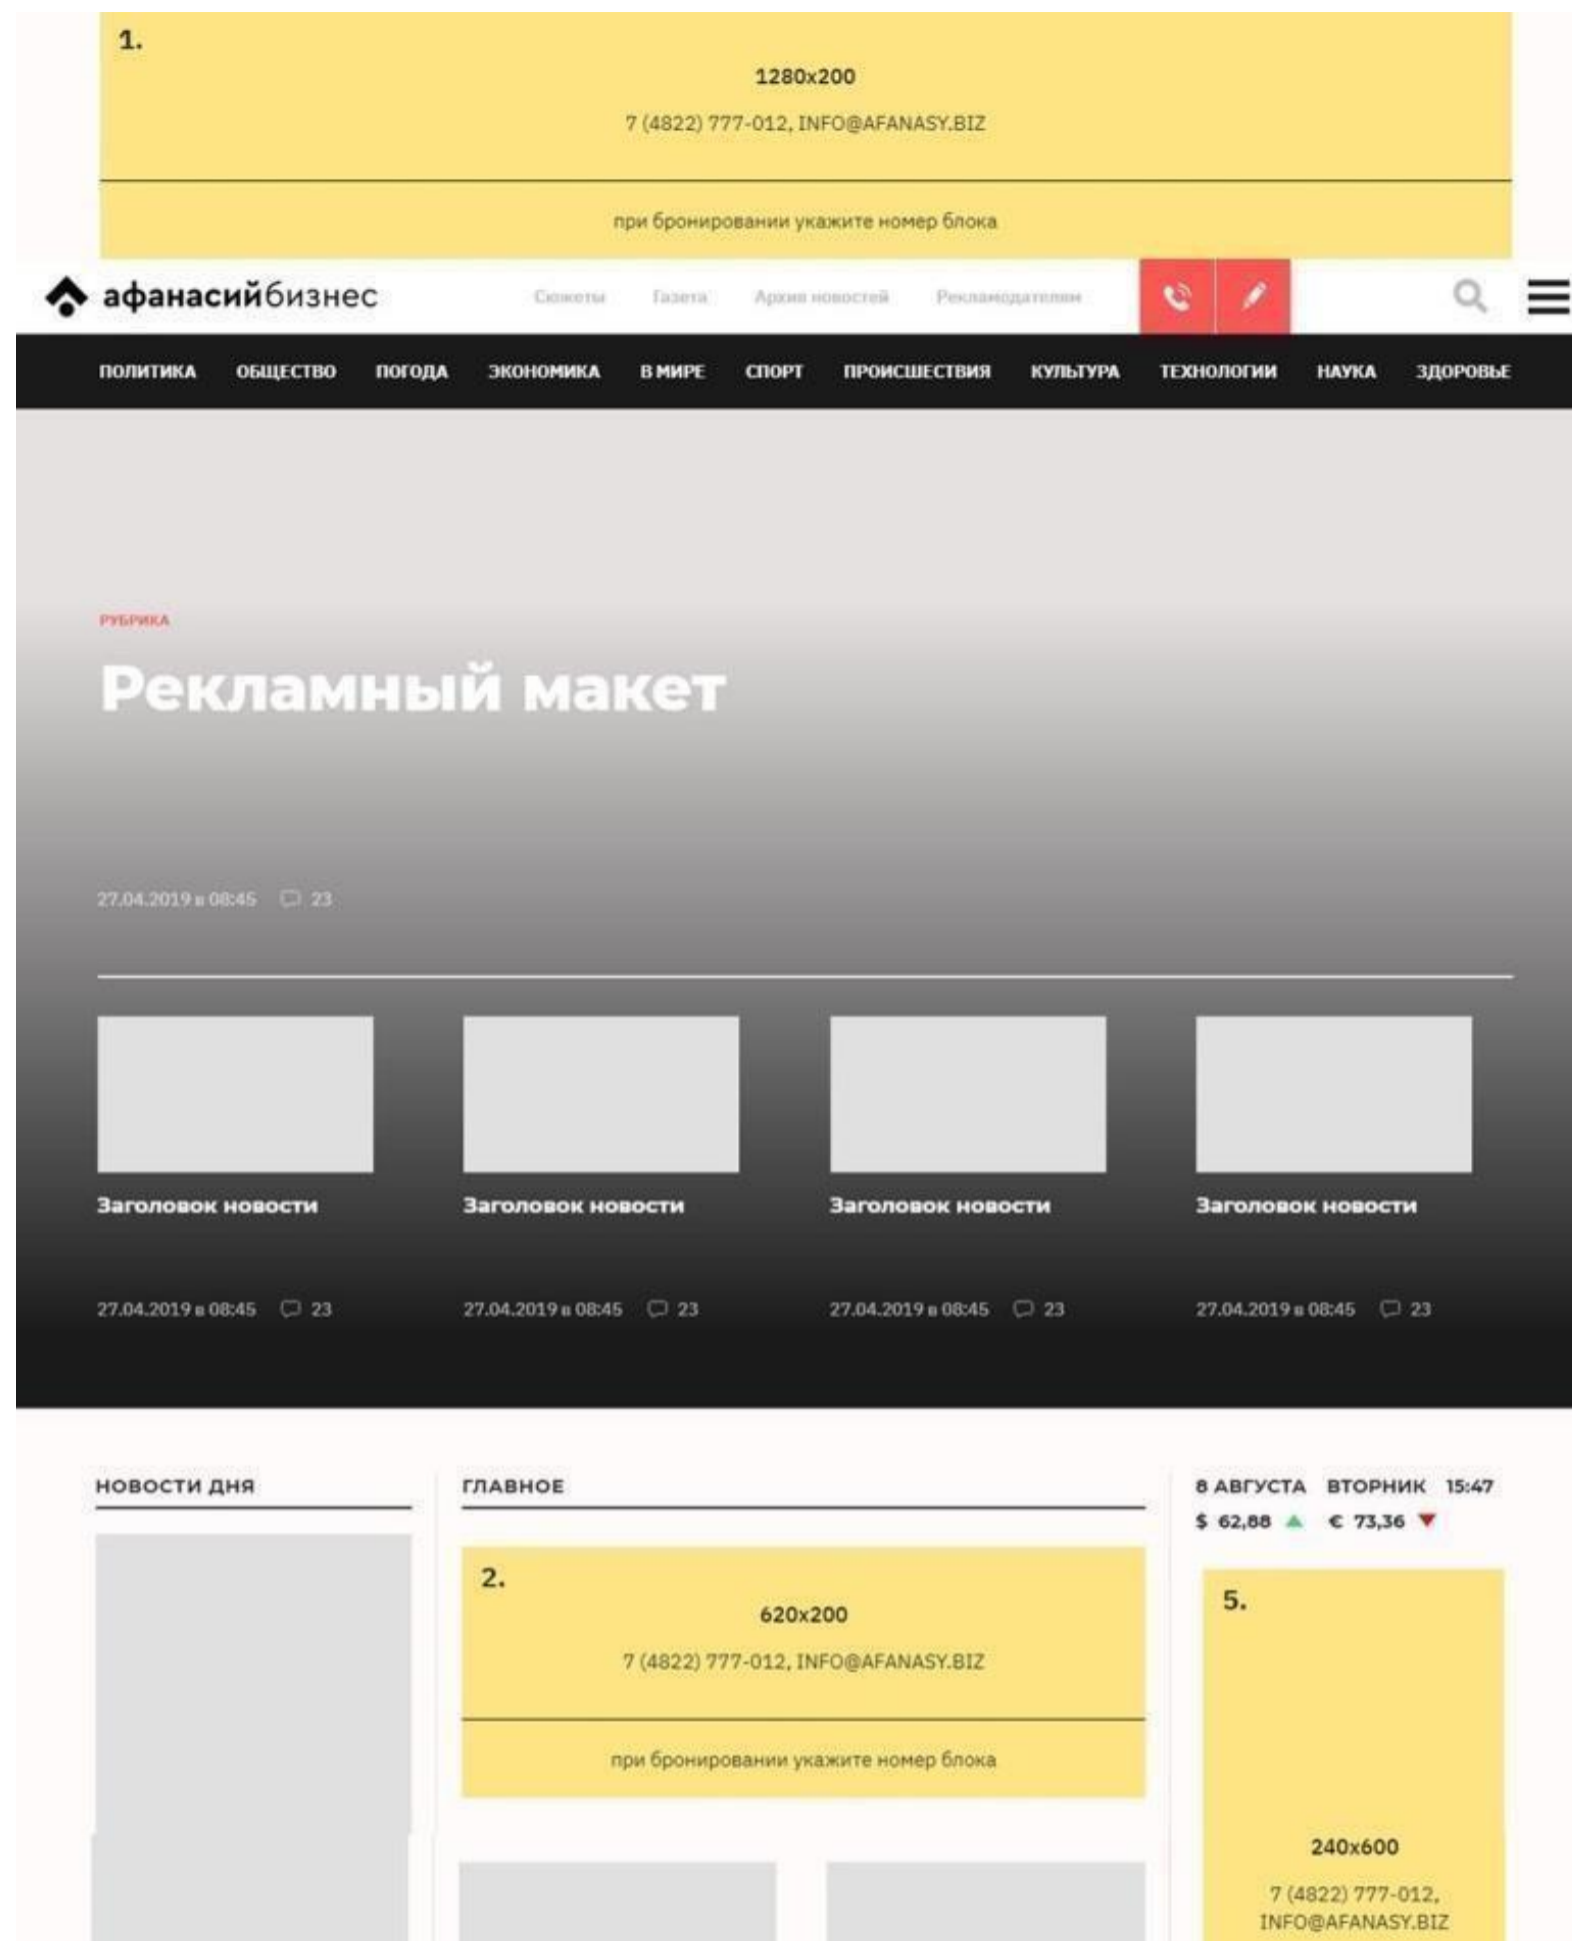 1.
1280x200
7 (4822) 777-012, INFO@AFANASY.BIZ
при бронировании укажите номер блока
афанасийбизнес
Сюжеты Газета Архив новостей Рекламодателям
ПОЛИТИКА ОБЩЕСТВО ПОГОДА ЭКОНОМИКА В МИРЕ СПОРТ ПРОИСШЕСТВИЯ КУЛЬТУРА ТЕХНОЛОГИИ НАУКА ЗДОРОВЬЕ
РУБРИКА
Рекламный макет
27.04.2019 в 08:45 23
Заголовок новости Заголовок новости Заголовок новости Заголовок новости
27.04.2019 в 08:45 23 27.04.2019 в 08:45 23 27.04.2019 в 08:45 23 27.04.2019 в 08:45 23
НОВОСТИ ДНЯ
ГЛАВНОЕ
2.
620x200
7 (4822) 777-012, INFO@AFANASY.BIZ
при бронировании укажите номер блока
8 АВГУСТА ВТОРНИК 15:47
$ 62,88 ▲ € 73,36 ▼
5.
240x600
7 (4822) 777-012,
INFO@AFANASY.BIZ